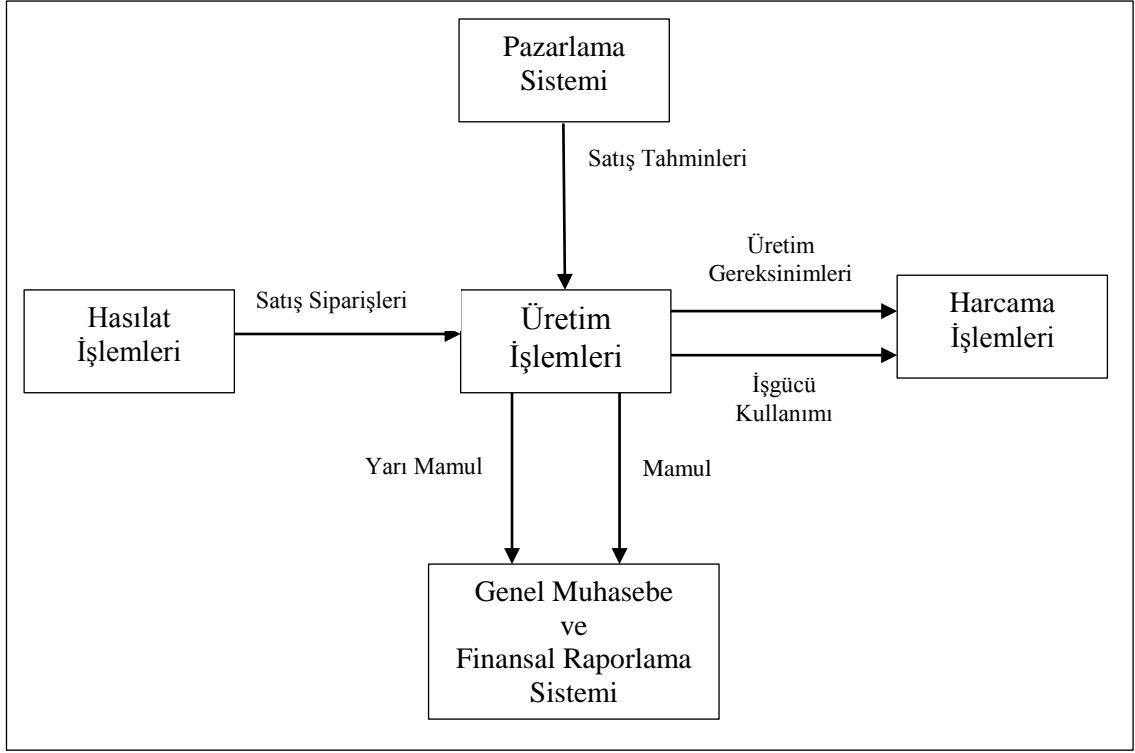 Pazarlama
Sistemi
Satış Tahminleri
Üretim
Gereksinimleri
Hasılat
İşlemleri
Satış Siparişleri
Üretim
İşlemleri
Harcama
İşlemleri
İşgücü
Kullanımı
Yarı Mamul
Mamul
Genel Muhasebe
ve
Finansal Raporlama
Sistemi